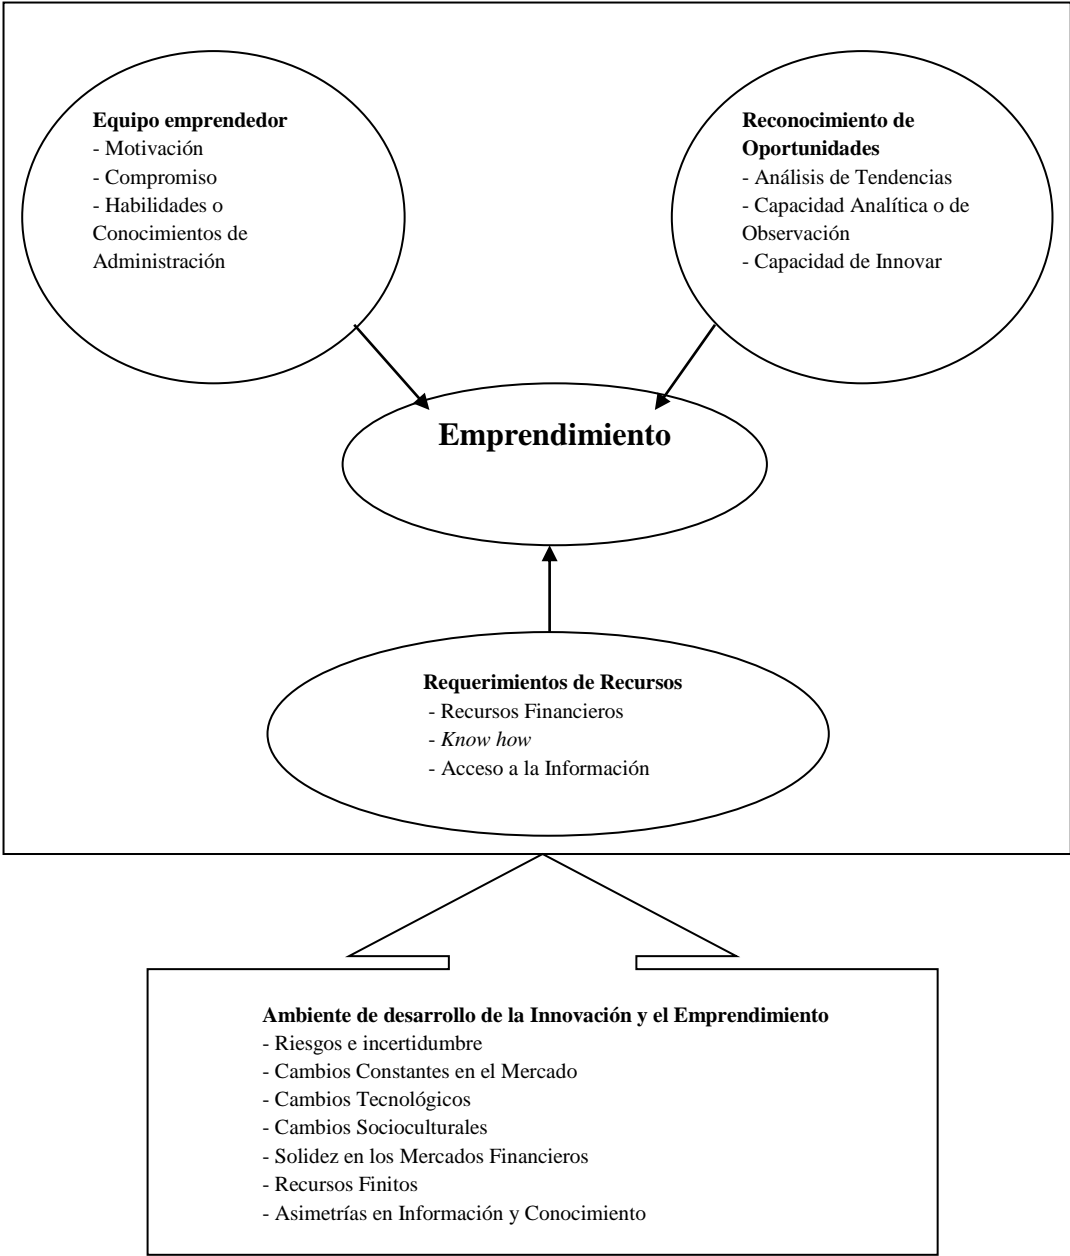 Equipo emprendedor
- Motivación
- Compromiso
- Habilidades o
Conocimientos de
Administración
Reconocimiento de
Oportunidades
- Análisis de Tendencias
- Capacidad Analítica o de
Observación
- Capacidad de Innovar
Emprendimiento
Requerimientos de Recursos
- Recursos Financieros
- Know how
- Acceso a la Información
Ambiente de desarrollo de la Innovación y el Emprendimiento
- Riesgos e incertidumbre
- Cambios Constantes en el Mercado
- Cambios Tecnológicos
- Cambios Socioculturales
- Solidez en los Mercados Financieros
- Recursos Finitos
- Asimetrías en Información y Conocimiento